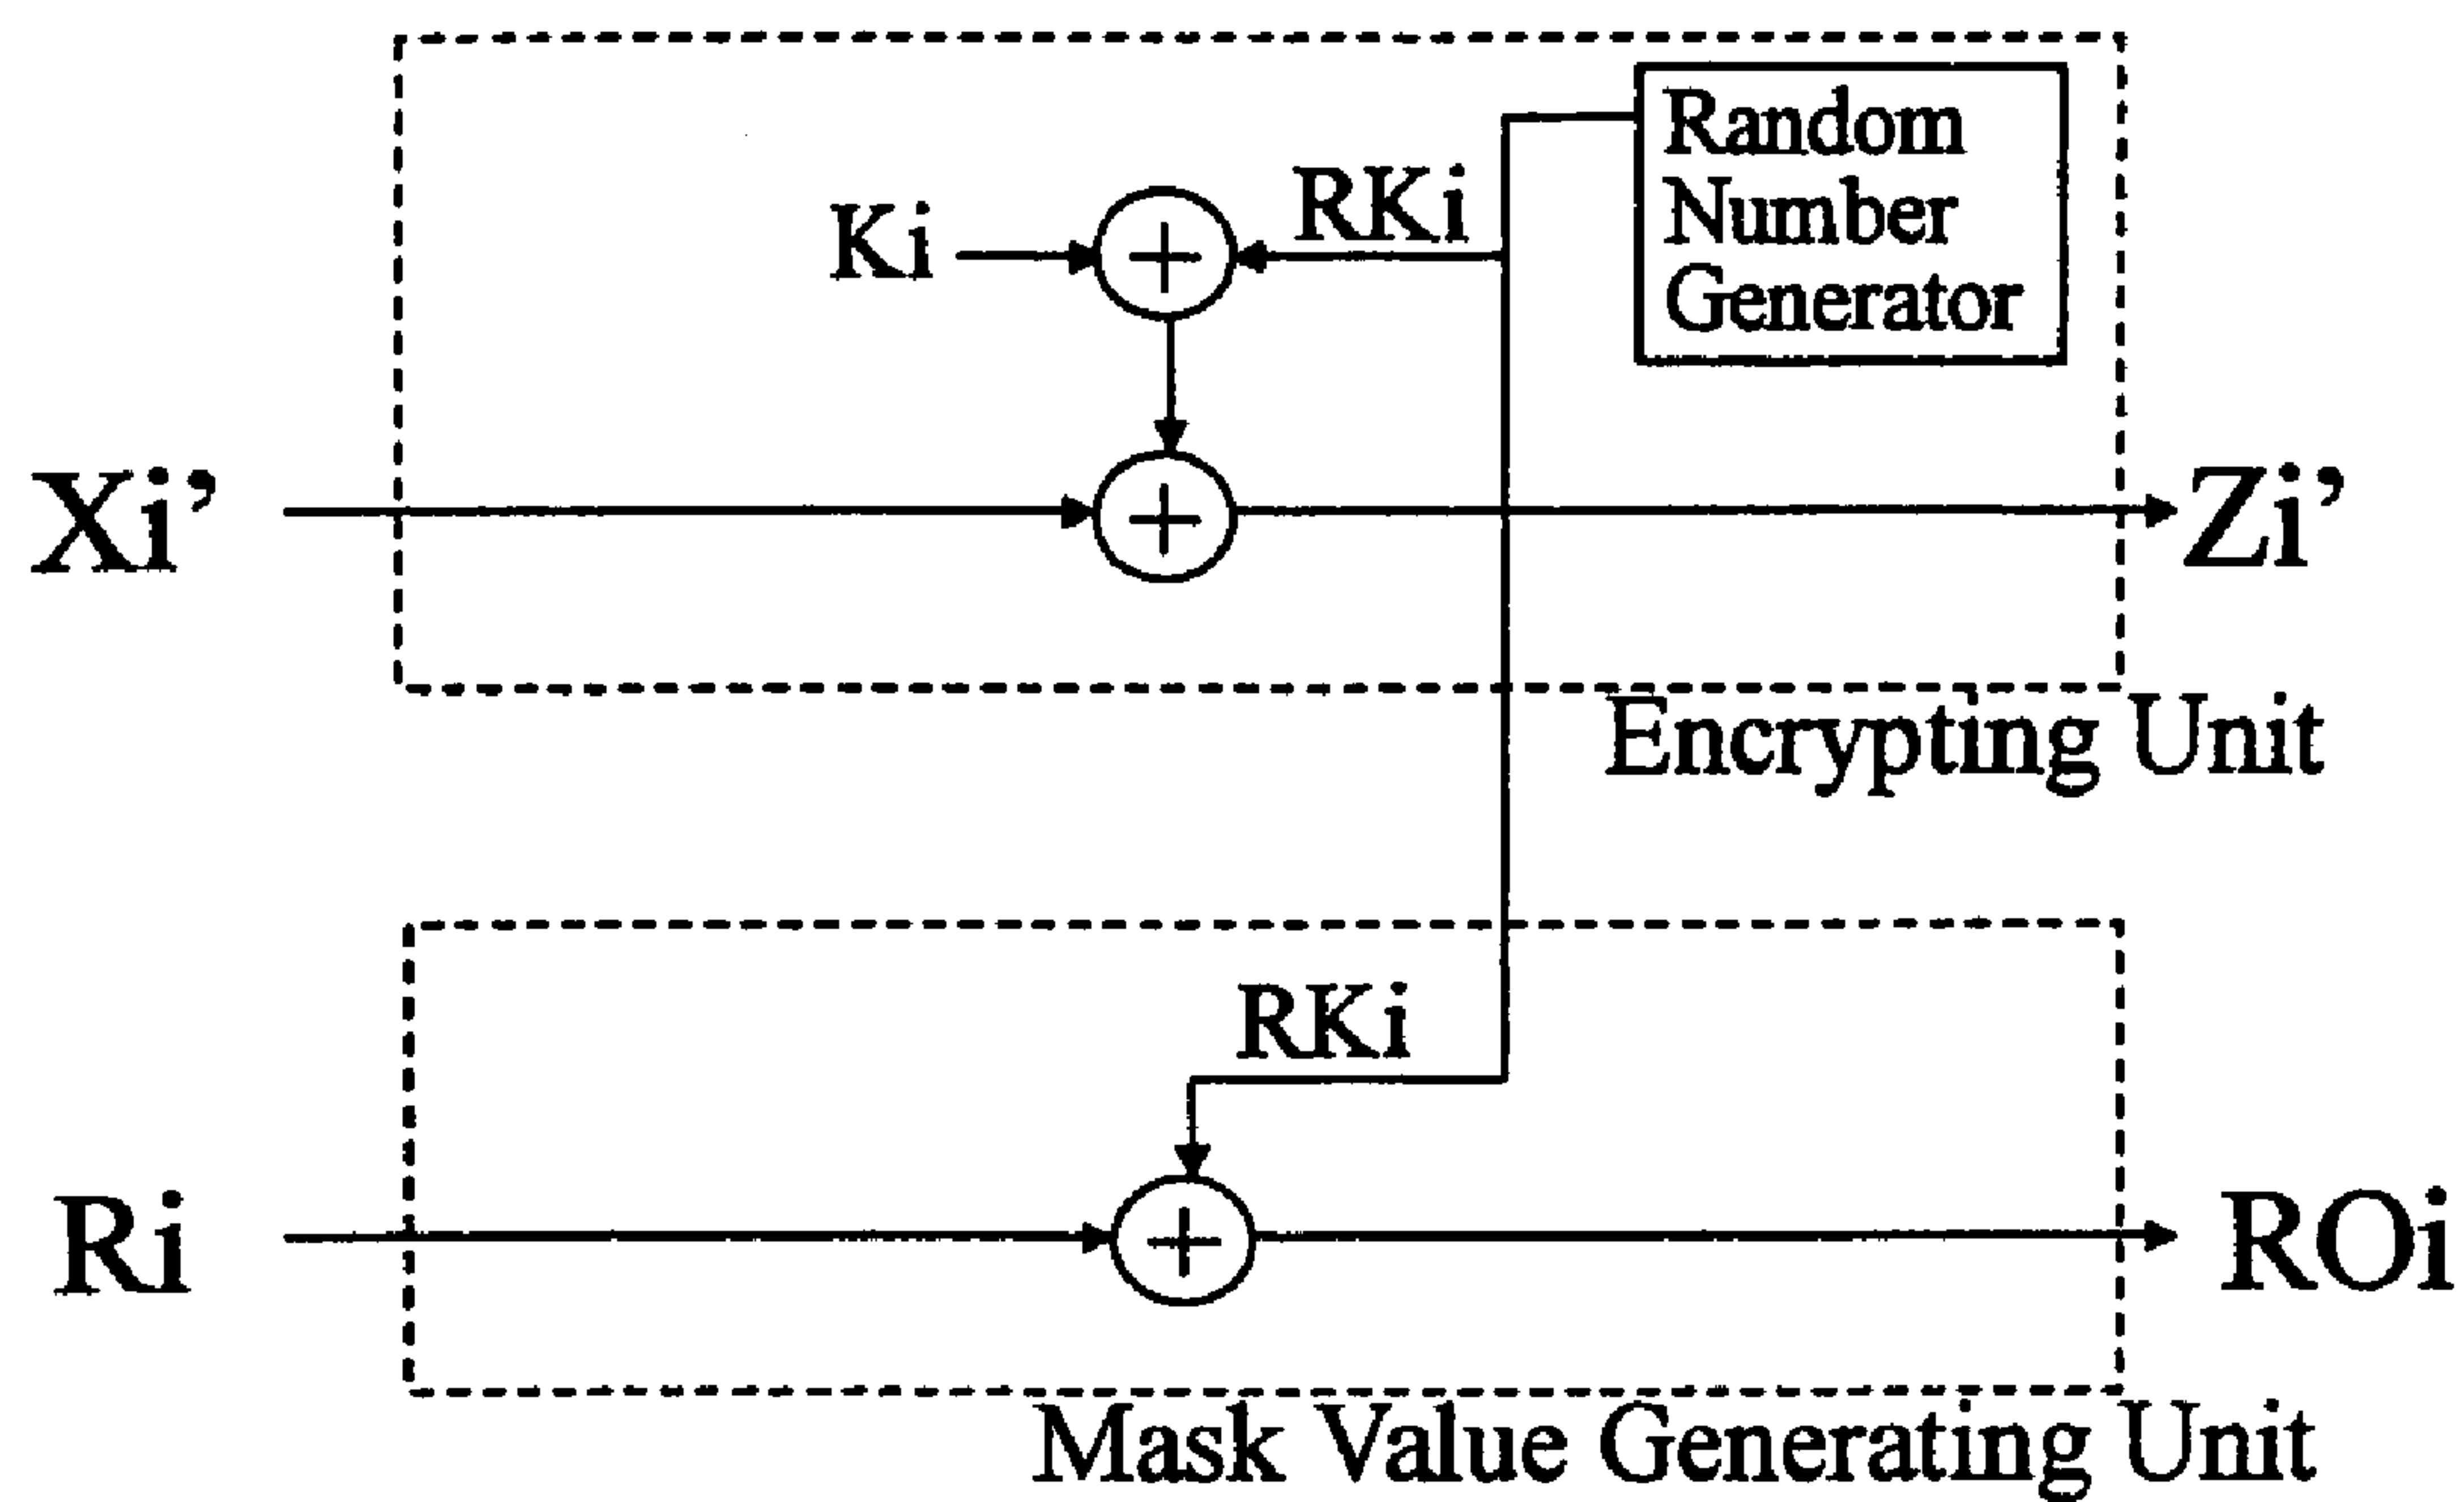 Random
Number
Generator
RKi
Ki
Xi’
Zi’
Encrypting Unit
RKi
Ri
ROi
Mask Value Generating Unit